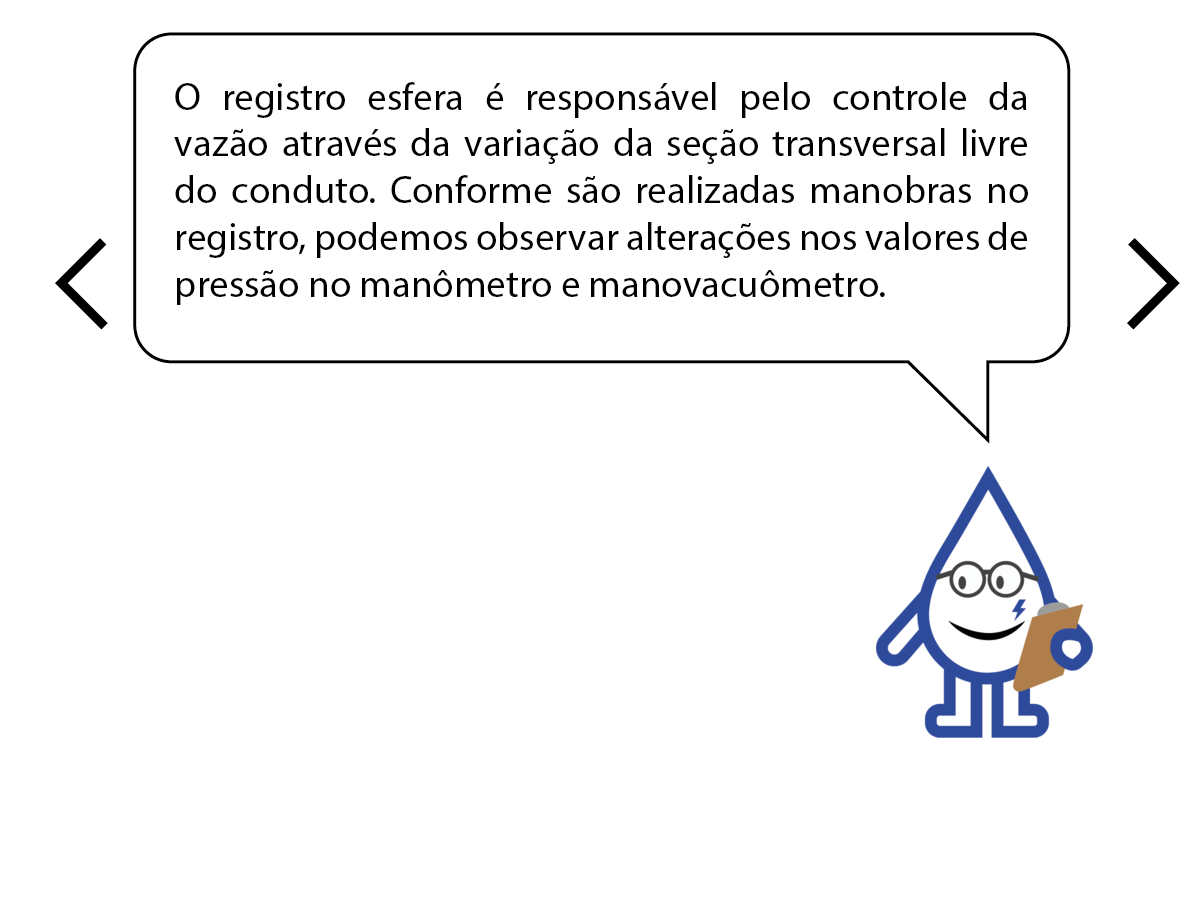 O registro esfera é responsável pelo controle da
vazão através da variação da seção transversal livre
do conduto. Conforme são realizadas manobras no
registro, podemos observar alterações nos valores de
pressão no manômetro e manovacuômetro.